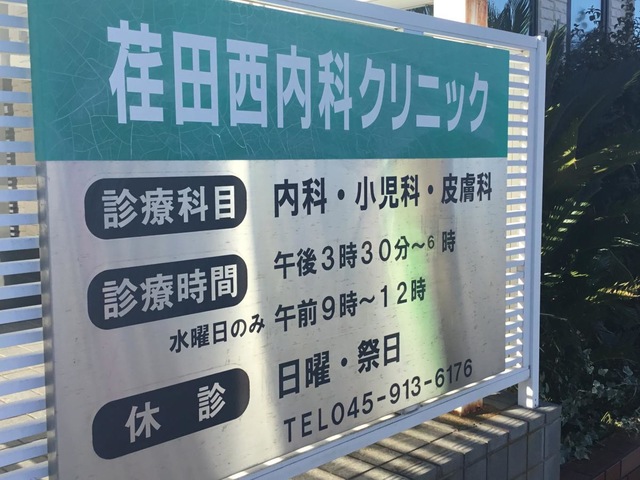 荏田西内科クリニック
診療科目 内科・小児科・皮膚科
診療時間 午後3時30分〜6時
水曜日のみ 午前9時〜12時
休診 日曜・祭日
TEL045-913-6176